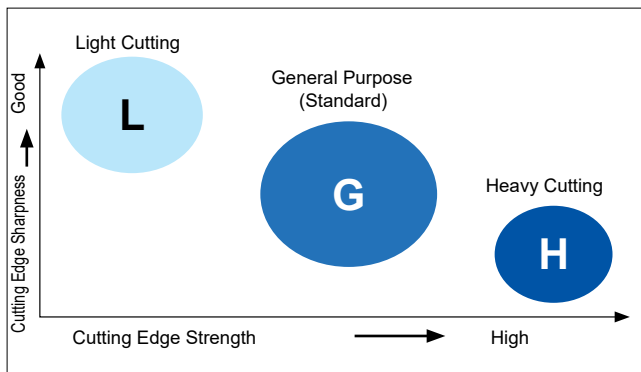 Light Cutting
L
General Purpose
(Standard)
G
Heavy Cutting
H
Cutting Edge Sharpness
Good
Cutting Edge Strength
High